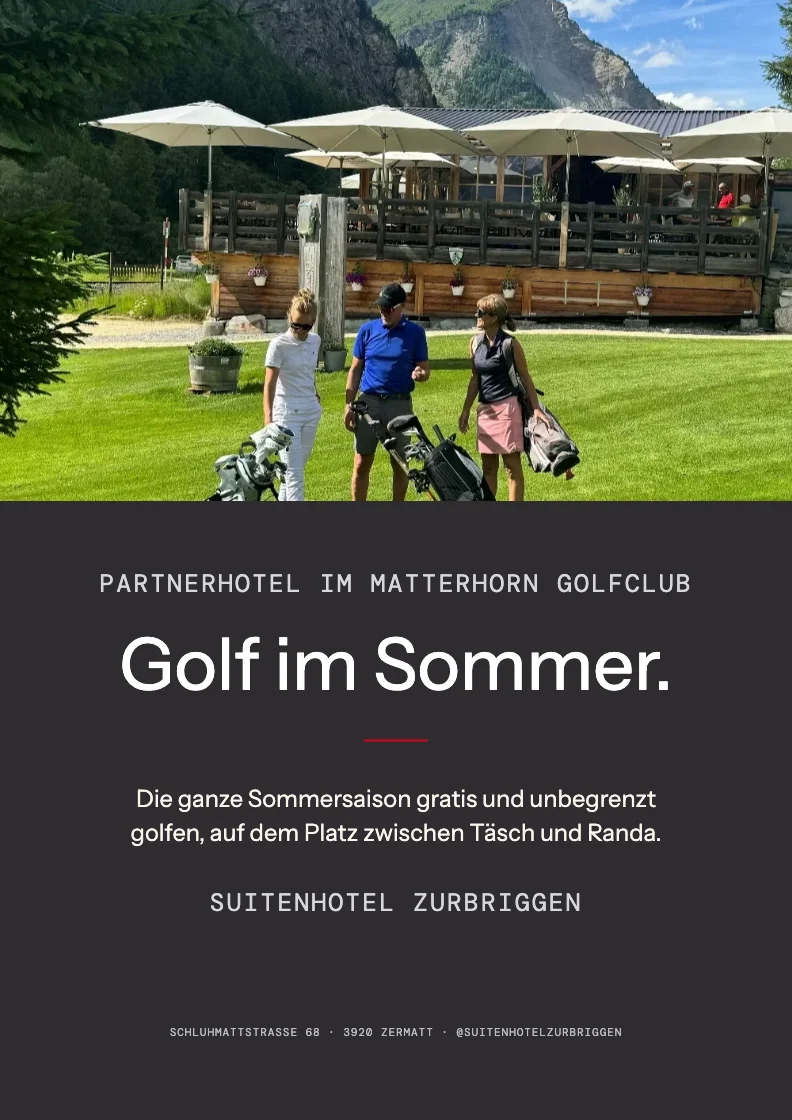 PARTNERHOTEL IM MATTERHORN GOLFCLUB
Golf im Sommer.
Die ganze Sommersaison gratis und unbegrenzt
golfen, auf dem Platz zwischen Täsch und Randa.
SUITENHOTEL ZURBRIGGEN
SCHLUHMATTSTRASSE 68 · 3920 ZERMATT · @SUITENHOTELZURBRIGGEN